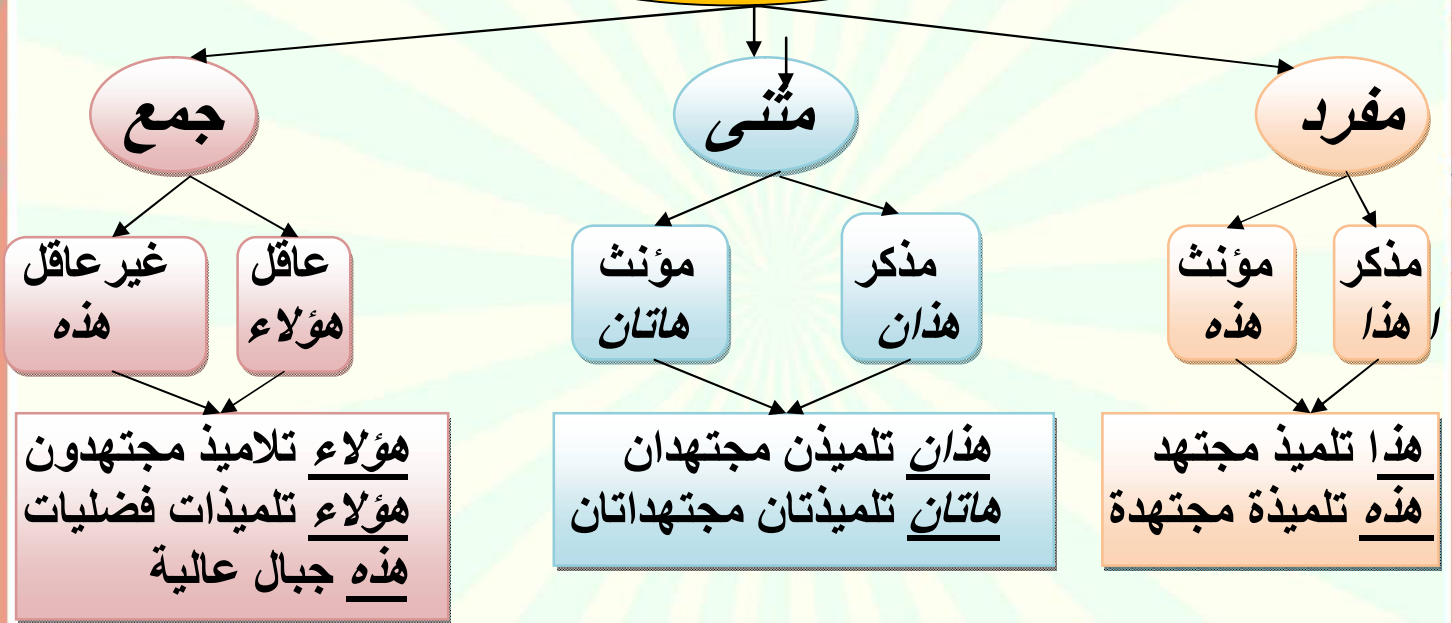 مفرد
مثنى
جمع
مذكر
هذا
مؤنث
هذه
مذكر
هذان
مؤنث
هاتان
عاقل
هؤلاء
غير عاقل
هذه
هذا تلميذ مجتهد
هذه تلميذة مجتهدة
هذان تلميذن مجتهدان
هاتان تلميذتان مجتهداتان
هؤلاء تلاميذ مجتهدون
هؤلاء تلميذات فضليات
هذه جبال عالية